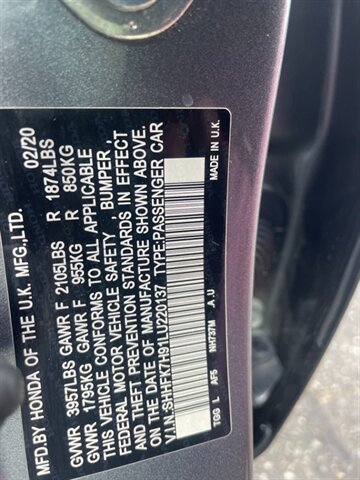 MFD.BY HONDA OF THE U.K. MFG.,LTD. 02/20
GVWR 3957LBS GAWR F 2105LBS R 1874LBS
GVWR 1795KG GAWR F 955KG R 850KG
THIS VEHICLE CONFORMS TO ALL APPLICABLE
FEDERAL MOTOR VEHICLE SAFETY , BUMPER ,
AND THEFT PREVENTION STANDARDS IN EFFECT
ON THE DATE OF MANUFACTURE SHOWN ABOVE.
V.I.N.:SHHFK7H91LU220137 TYPE:PASSENGER CAR
TGG L AF5 NH737M A . U MADE IN U.K.